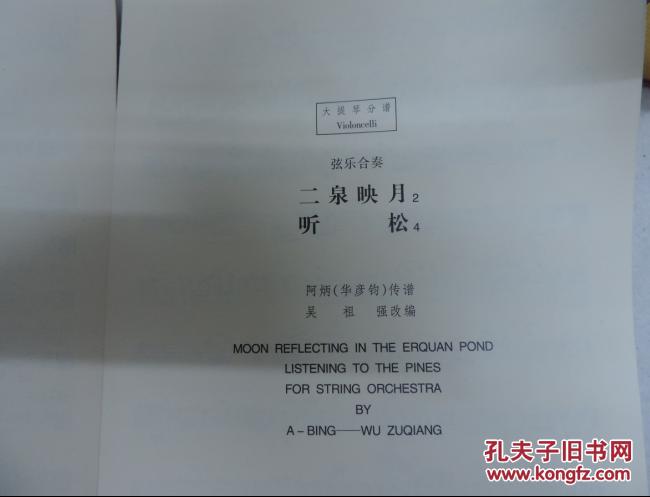 大提琴分谱
Violoncelli
弦乐合奏
二泉映月2
听 松4
阿炳(华彦钧)传谱
吴 祖 强改编
MOON REFLECTING IN THE ERQUAN POND
LISTENING TO THE PINES
FOR STRING ORCHESTRA
BY
A-BING——WU ZUQIANG
孔夫子旧书网
www.kongfz.com